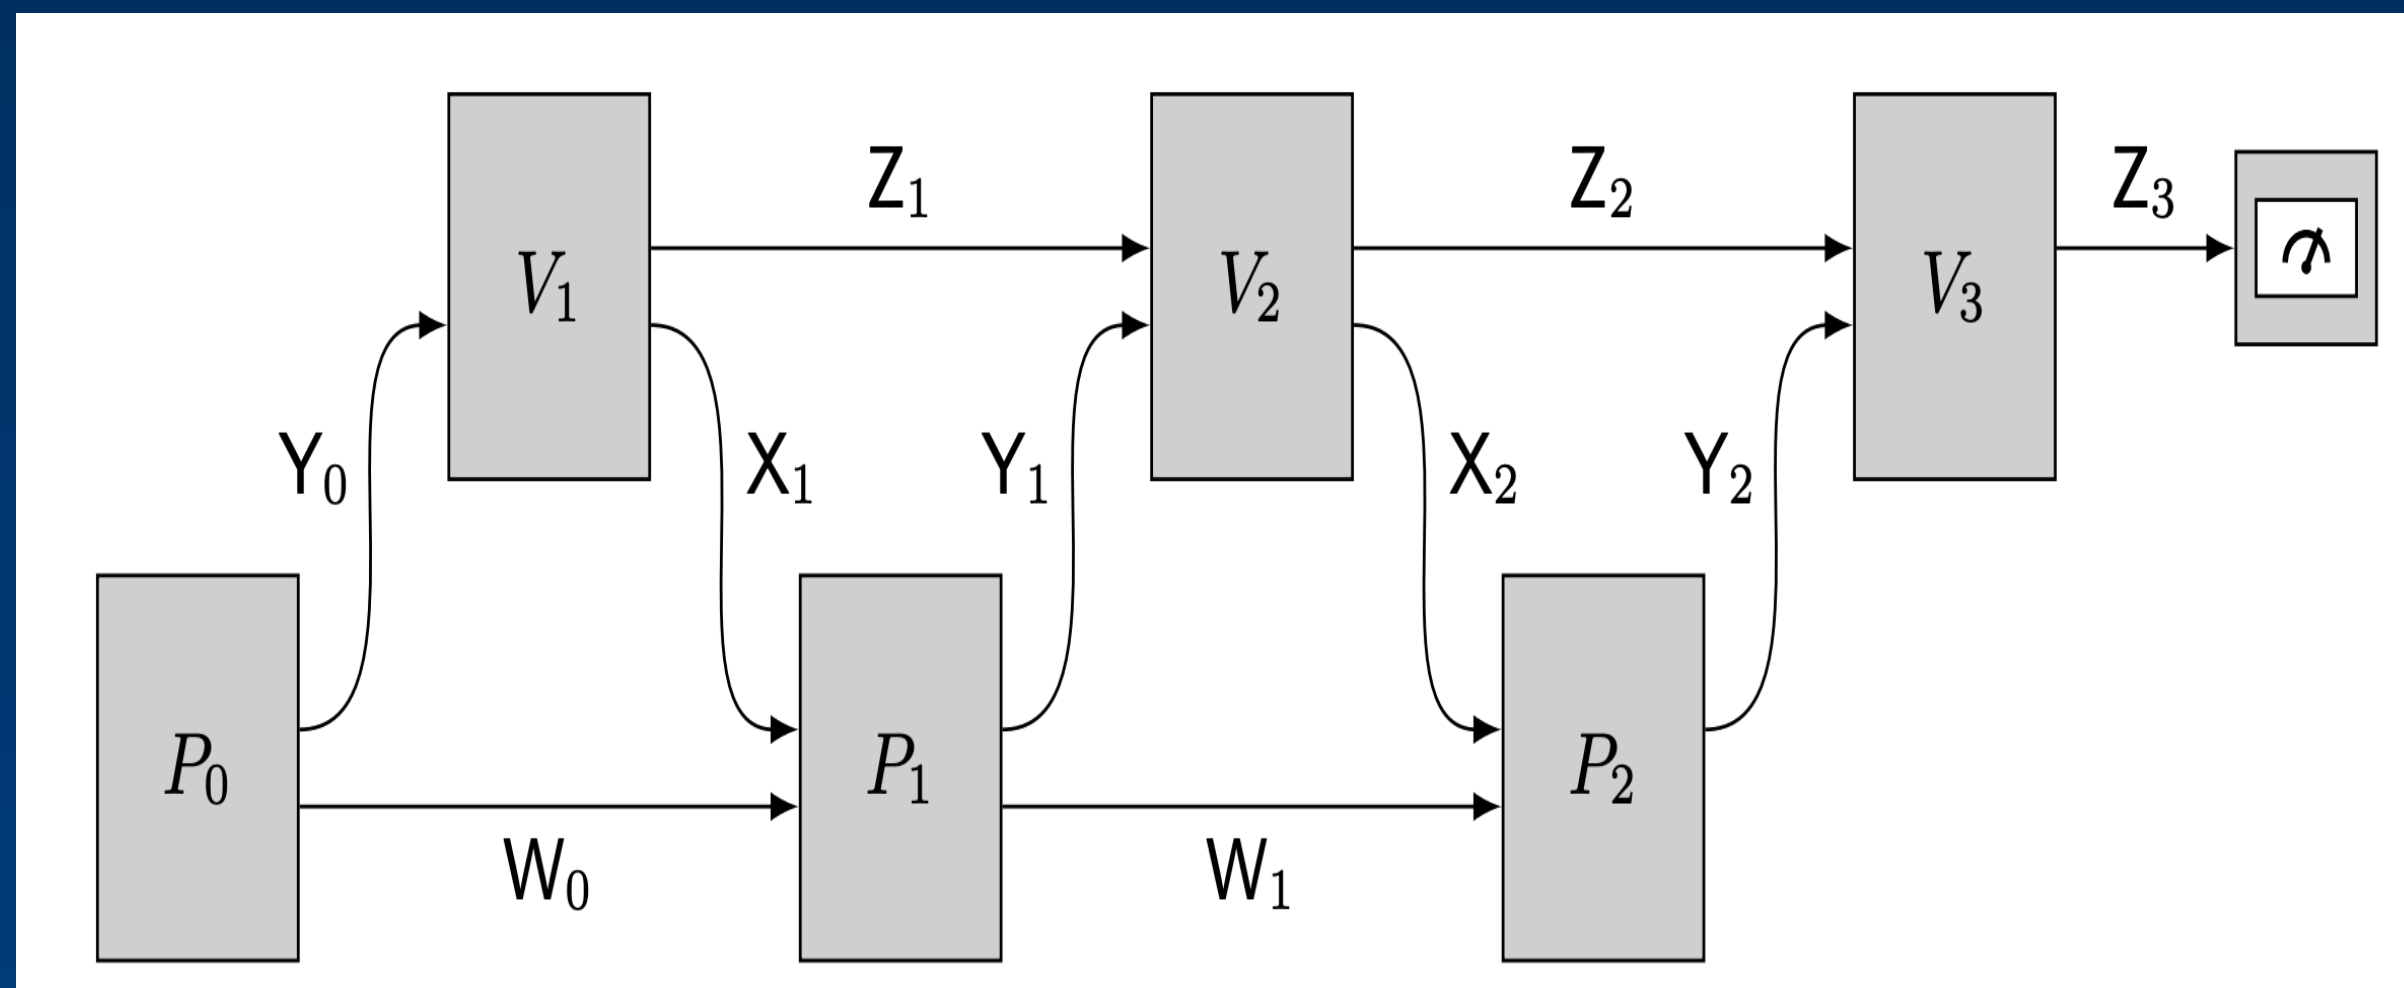 Z₁
Z₂
Z₃
V₁
V₂
V₃
Y₀
X₁
Y₁
X₂
Y₂
P₀
P₁
P₂
W₀
W₁